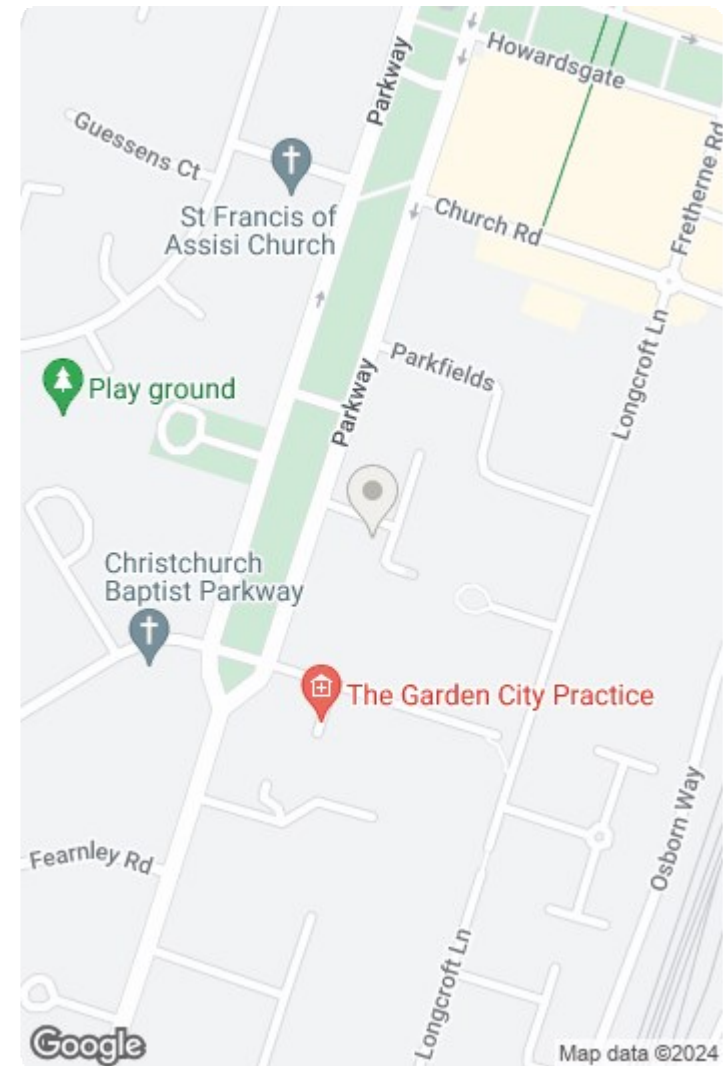 Howardsgate
Parkway
Guessens Ct
Fretherne Rd
St Francis of
Assisi Church
Church Rd
Longcroft Ln
Parkfields
Play ground
Parkway
Christchurch
Baptist Parkway
The Garden City Practice
Osborn Way
Fearnley Rd
Longcroft Ln
Google
Map data ©2024